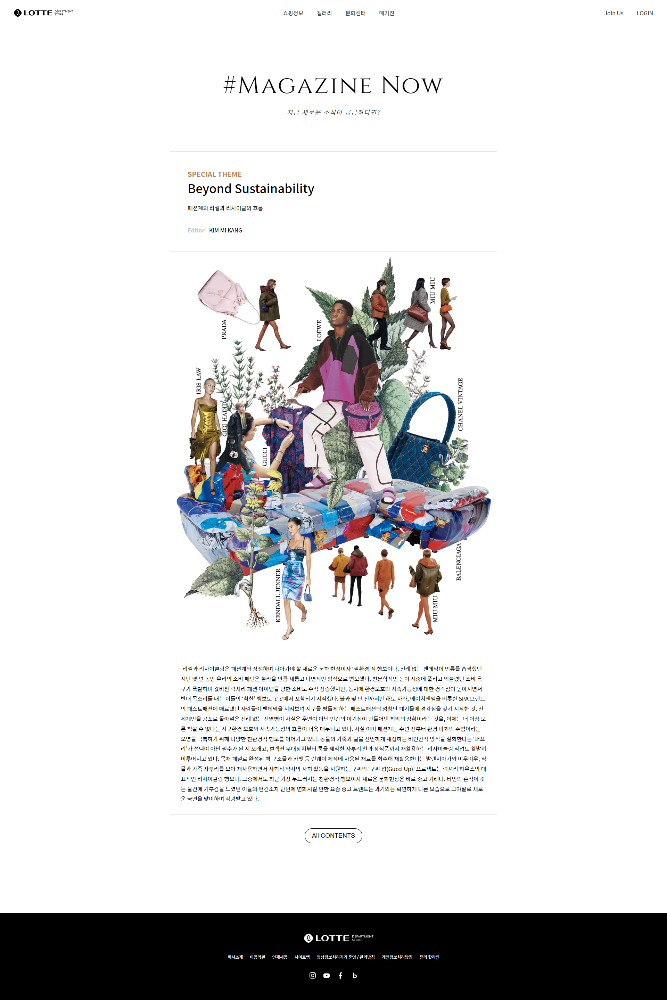 LOTTE DEPARTMENT STORE
쇼핑정보 갤러리 문화센터 매거진
Join Us LOGIN
#Magazine Now
지금 새로운 소식이 궁금하다면?
SPECIAL THEME
Beyond Sustainability
패션계의 리셀과 리사이클의 흐름
Editor KIM MI KANG
PRADA
LOEWE
MIU MIU
IRIS LAW
GIGI HADID
GUCCI
CHANEL VINTAGE
KENDALL JENNER
BALENCIAGA
MIU MIU
리셀과 리사이클링은 패션계와 상생하며 나아가야 할 새로운 문화 현상이자 ‘필환경’적 행보이다. 전례 없는 팬데믹이 인류를 습격했던
지난 몇 년 동안 우리의 소비 패턴은 놀라울 만큼 새롭고 다면적인 방식으로 변모했다. 천문학적인 돈이 시중에 풀리고 억눌렸던 소비 욕
구가 폭발하며 값비싼 럭셔리 패션 아이템을 향한 소비도 수직 상승했지만, 동시에 환경보호와 지속가능성에 대한 경각심이 높아지면서
반대 목소리를 내는 이들의 ‘착한’ 행보도 곳곳에서 포착되기 시작했다. 불과 몇 년 전까지만 해도 자라, 에이치앤엠을 비롯한 SPA 브랜드
의 패스트패션에 매료됐던 사람들이 팬데믹을 지켜보며 지구를 병들게 하는 패스트패션의 엄청난 폐기물에 경각심을 갖기 시작한 것. 전
세계인을 공포로 몰아넣은 전례 없는 전염병이 사실은 우연이 아닌 인간의 이기심이 만들어낸 최악의 상황이라는 것을, 이제는 더 이상 모
른 척할 수 없다는 지구환경 보호와 지속가능성의 흐름이 더욱 대두되고 있다. 사실 이미 패션계는 수년 전부터 환경 파괴의 주범이라는
오명을 극복하기 위해 다양한 친환경적 행보를 이어가고 있다. 동물의 가죽과 털을 잔인하게 채집하는 비인간적 방식을 철회한다는 ‘퍼프
리’가 선택이 아닌 필수가 된 지 오래고, 컬렉션 무대장치부터 룩을 제작한 자투리 천과 장식품까지 재활용하는 리사이클링 작업도 활발히
이루어지고 있다. 목재 패널로 완성된 벽 구조물과 카펫 등 런웨이 제작에 사용된 재료를 회수해 재활용한다는 발렌시아가와 미우미우, 직
물과 가죽 자투리를 모아 재사용하면서 사회적 약자의 사회 활동을 지원하는 구찌의 ‘구찌 업(Gucci Up)’ 프로젝트는 럭셔리 하우스의 대
표적인 리사이클링 행보다. 그중에서도 최근 가장 두드러지는 친환경적 행보이자 새로운 문화현상은 바로 중고 거래다. 타인의 흔적이 깃
든 물건에 거부감을 느꼈던 이들의 편견조차 단번에 변화시킬 만한 요즘 중고 트렌드는 과거와는 확연하게 다른 모습으로 그야말로 새로
운 국면을 맞이하며 각광받고 있다.
All CONTENTS
LOTTE DEPARTMENT STORE
회사소개 이용약관 인재채용 사이트맵 영상정보처리기기 운영 / 관리방침 개인정보처리방침 윤리 핫라인